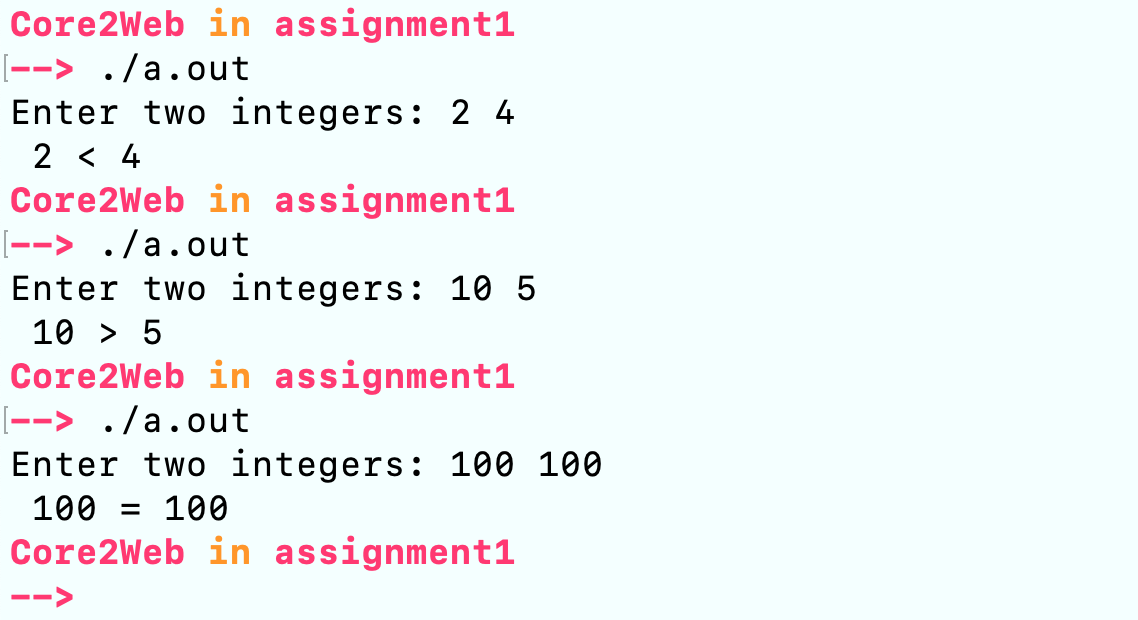 Core2Web in assignment1
[--> ./a.out
Enter two integers: 2 4
 2 < 4
Core2Web in assignment1
[--> ./a.out
Enter two integers: 10 5
 10 > 5
Core2Web in assignment1
[--> ./a.out
Enter two integers: 100 100
 100 = 100
Core2Web in assignment1
-->